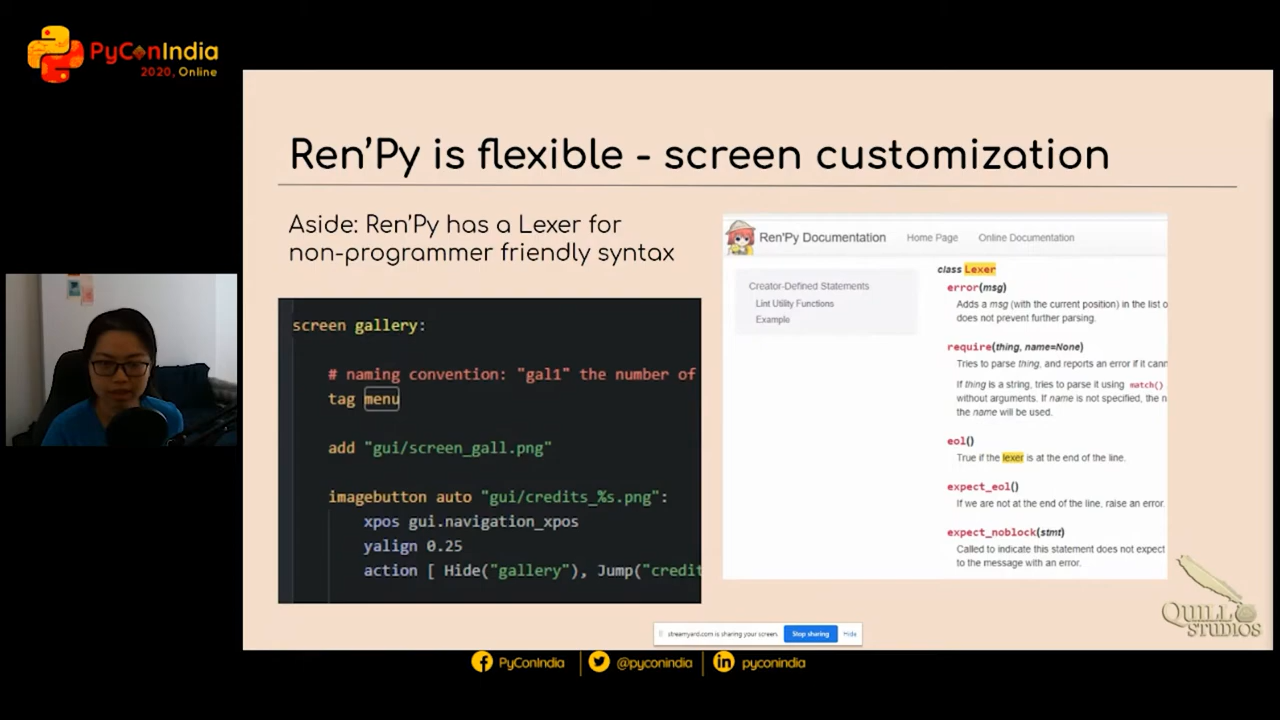 PyConIndia
2020, Online
Ren'Py is flexible - screen customization
Aside: Ren'Py has a Lexer for
non-programmer friendly syntax
screen gallery:
# naming convention: "gal1" the number of
tag menu
add "gui/screen_gall.png"
imagebutton auto "gui/credits_%s.png":
xpos gui.navigation_xpos
yalign 0.25
action [ Hide("gallery"), Jump("credit
Ren'Py Documentation Home Page Online Documentation
Creator-Defined Statements
Lint Utility Functions
Example
class Lexer
error(msg)
Adds a msg (with the current position) in the list o
does not prevent further parsing.
require(thing, name=None)
Tries to parse thing, and reports an error if it cann
If thing is a string, tries to parse it using match()
without arguments. If name is not specified, the n
the name will be used.
eol()
True if the lexer is at the end of the line.
expect_eol()
If we are not at the end of the line, raise an error.
expect_noblock(stmt)
Called to indicate this statement does not expect
to the message with an error.
QUILL
STUDIOS
streamyard.com is sharing your screen. Stop sharing Hide
PyConIndia @pyconindia pyconindia